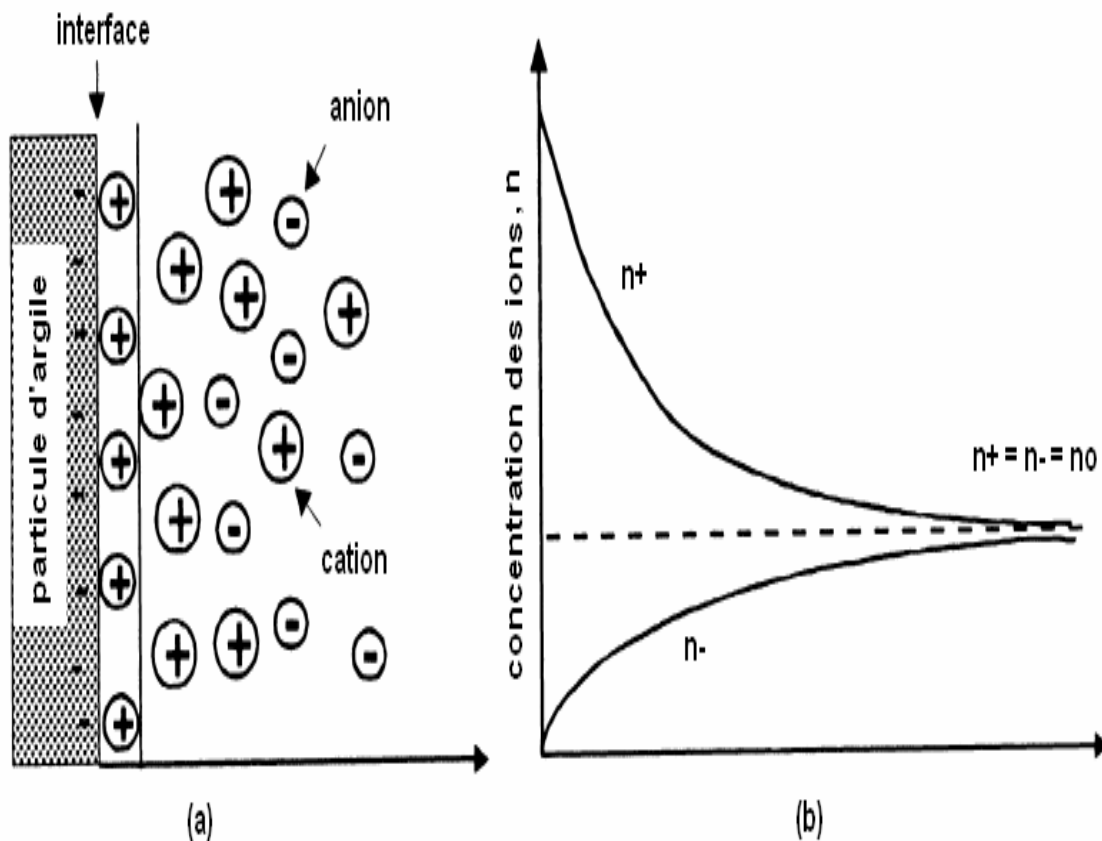 interface
anion
particule d'argile
cation
(a)
concentration des ions, n
n+
n+ = n- = no
n-
(b)